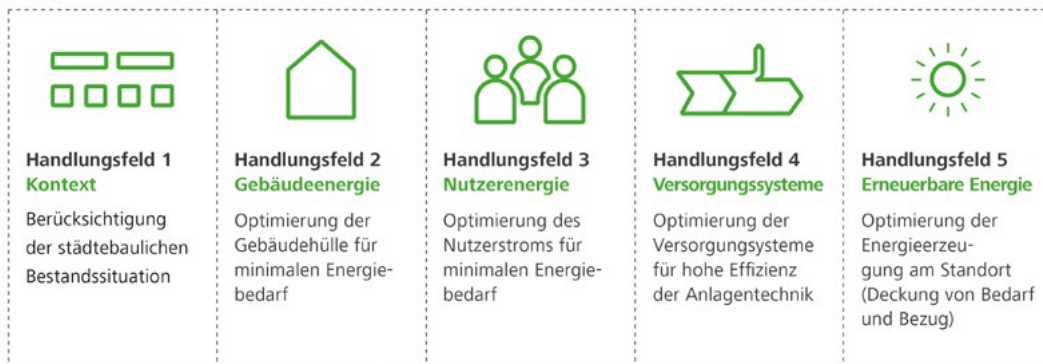 Handlungsfeld 1
Kontext
Berücksichtigung
der städtebaulichen
Bestandssituation
Handlungsfeld 2
Gebäudeenergie
Optimierung der
Gebäudehülle für
minimalen Energie-
bedarf
Handlungsfeld 3
Nutzerenergie
Optimierung des
Nutzerstroms für
minimalen Energie-
bedarf
Handlungsfeld 4
Versorgungssysteme
Optimierung der
Versorgungsysteme
für hohe Effizienz
der Anlagentechnik
Handlungsfeld 5
Erneuerbare Energie
Optimierung der
Energieerzeu-
gung am Standort
(Deckung von Bedarf
und Bezug)